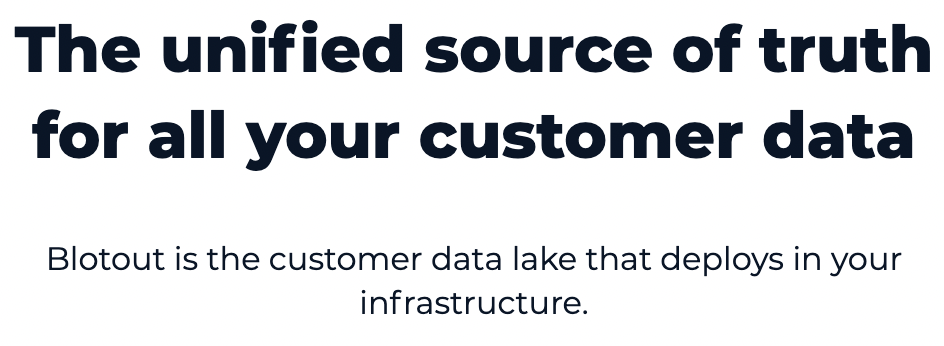 The unified source of truth
for all your customer data
Blotout is the customer data lake that deploys in your
infrastructure.